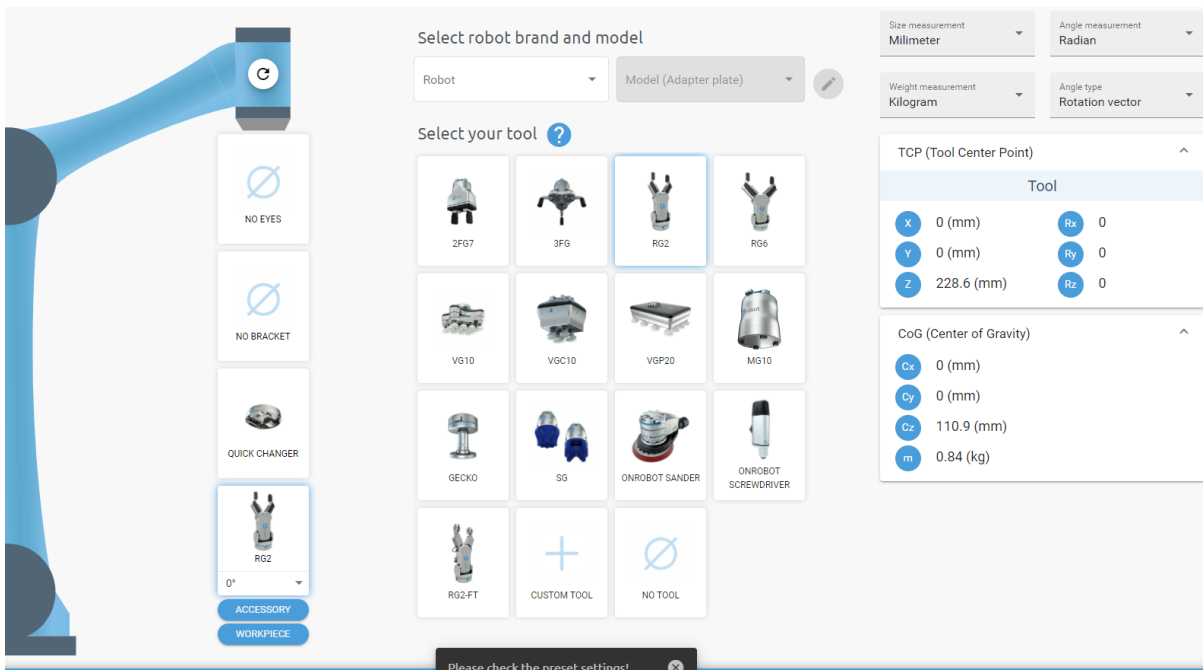 Select robot brand and model
Robot
Model (Adapter plate)
Select your tool ?
2FG7
3FG
RG2
RG6
VG10
VGC10
VGP20
MG10
GECKO
SG
ONROBOT SANDER
ONROBOT
SCREWDRIVER
RG2-FT
CUSTOM TOOL
NO TOOL
NO EYES
NO BRACKET
QUICK CHANGER
RG2
0°
ACCESSORY
WORKPIECE
Size measurement
Milimeter
Angle measurement
Radian
Weight measurement
Kilogram
Angle type
Rotation vector
TCP (Tool Center Point)
Tool
X 0 (mm) Rx 0
Y 0 (mm) Ry 0
Z 228.6 (mm) Rz 0
CoG (Center of Gravity)
Cx 0 (mm)
Cy 0 (mm)
Cz 110.9 (mm)
m 0.84 (kg)
Please check the preset settings!